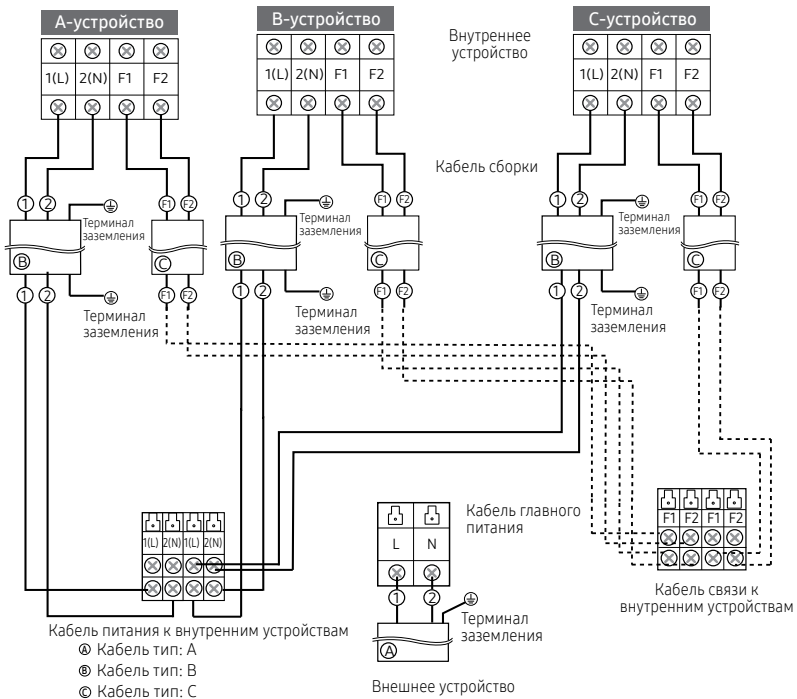 A-устройство
B-устройство
C-устройство
Внутреннее
устройство
1(L) 2(N) F1 F2
1(L) 2(N) F1 F2
1(L) 2(N) F1 F2
Кабель сборки
1 2 F1 F2
1 2 F1 F2
1 2 F1 F2
Терминал
заземления
Терминал
заземления
Терминал
заземления
B C
B C
B C
1 2 F1 F2
1 2 F1 F2
1 2 F1 F2
Терминал
заземления
Терминал
заземления
Терминал
заземления
1(L) 2(N) 1(L) 2(N)
L N
Кабель главного
питания
F1 F2 F1 F2
1 2
Терминал
заземления
A
Кабель связи к
внутренним устройствам
Кабель питания к внутренним устройствам
Ⓐ Кабель тип: A
Ⓑ Кабель тип: B
Ⓒ Кабель тип: C
Внешнее устройство